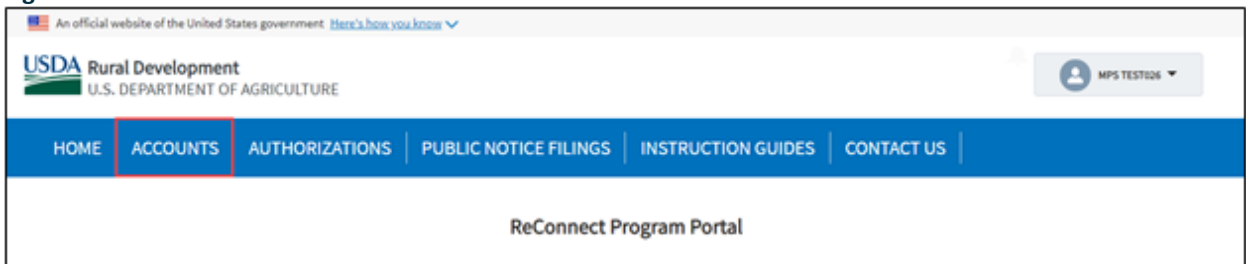 An official website of the United States government Here's how you know
USDA Rural Development
U.S. DEPARTMENT OF AGRICULTURE
MPS TEST026
HOME ACCOUNTS AUTHORIZATIONS PUBLIC NOTICE FILINGS INSTRUCTION GUIDES CONTACT US
ReConnect Program Portal